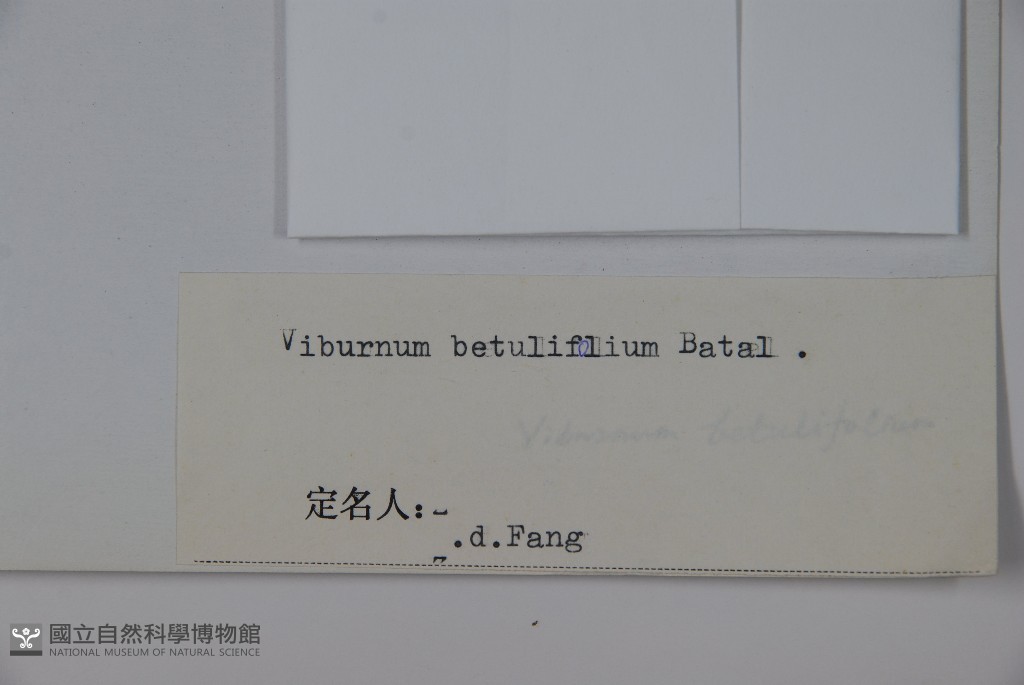 Viburnum betulifolium Batal .
Viburnum betulifolium
定名人:
.d.Fang
國立自然科學博物館
NATIONAL MUSEUM OF NATURAL SCIENCE